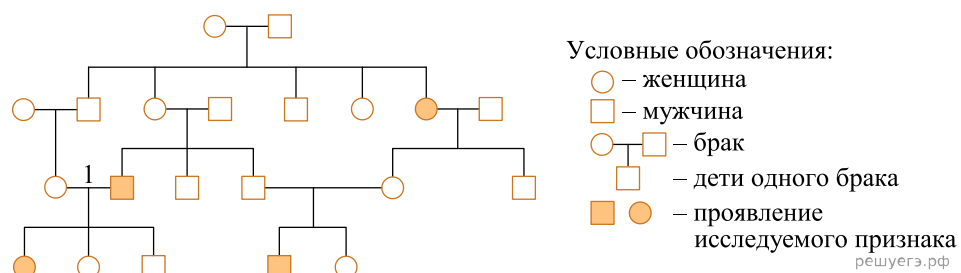 Условные обозначения:
– женщина
– мужчина
– брак
1
– дети одного брака
– проявление
исследуемого признака
решуегэ.рф